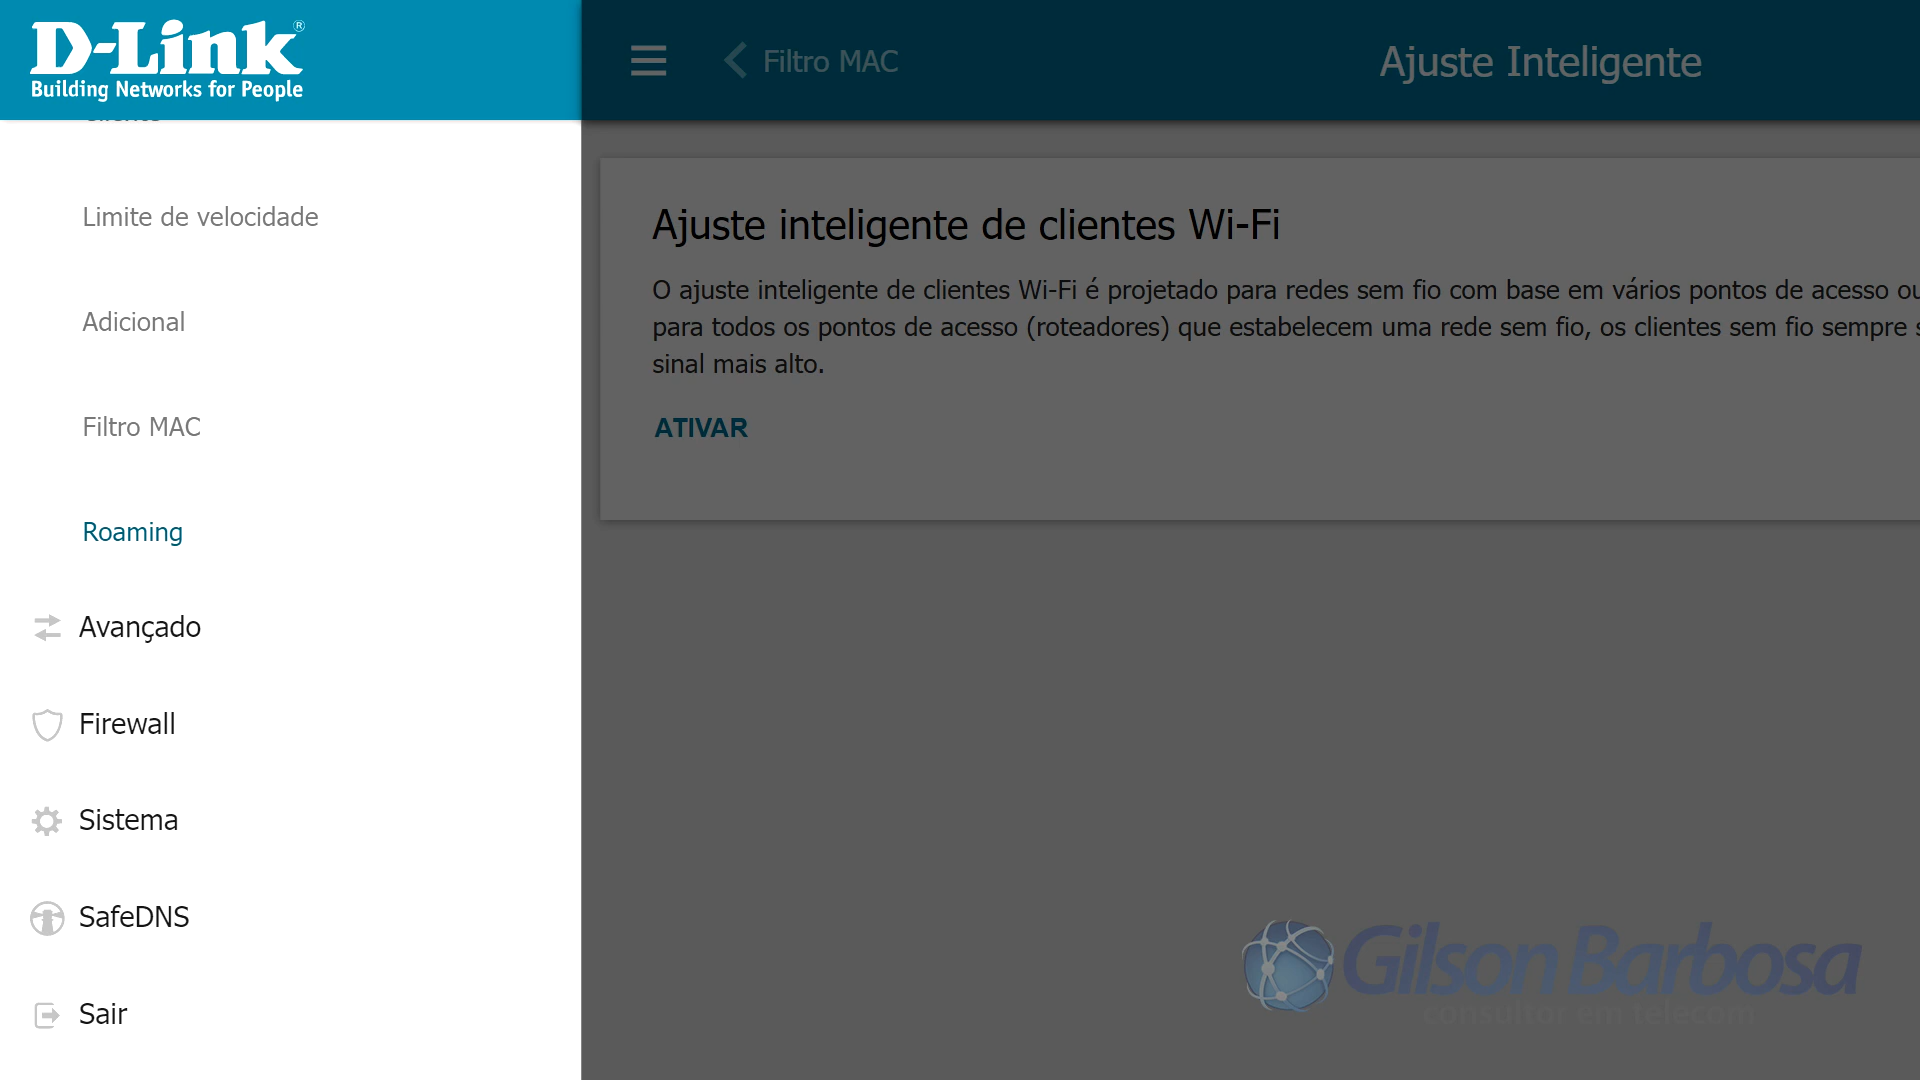 D-Link®
Building Networks for People
Limite de velocidade
Adicional
Filtro MAC
Roaming
Avançado
Firewall
Sistema
SafeDNS
Sair
Filtro MAC
Ajuste Inteligente
Ajuste inteligente de clientes Wi-Fi
O ajuste inteligente de clientes Wi-Fi é projetado para redes sem fio com base em vários pontos de acesso ou
para todos os pontos de acesso (roteadores) que estabelecem uma rede sem fio, os clientes sem fio sempre s
sinal mais alto.
ATIVAR
Gilson Barbosa
consultor em telecom